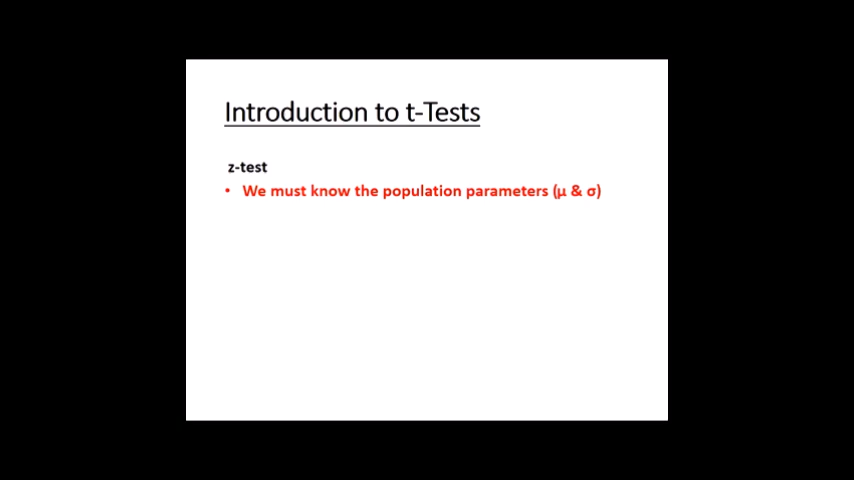 Introduction to t-Tests
z-test
• We must know the population parameters (μ & σ)